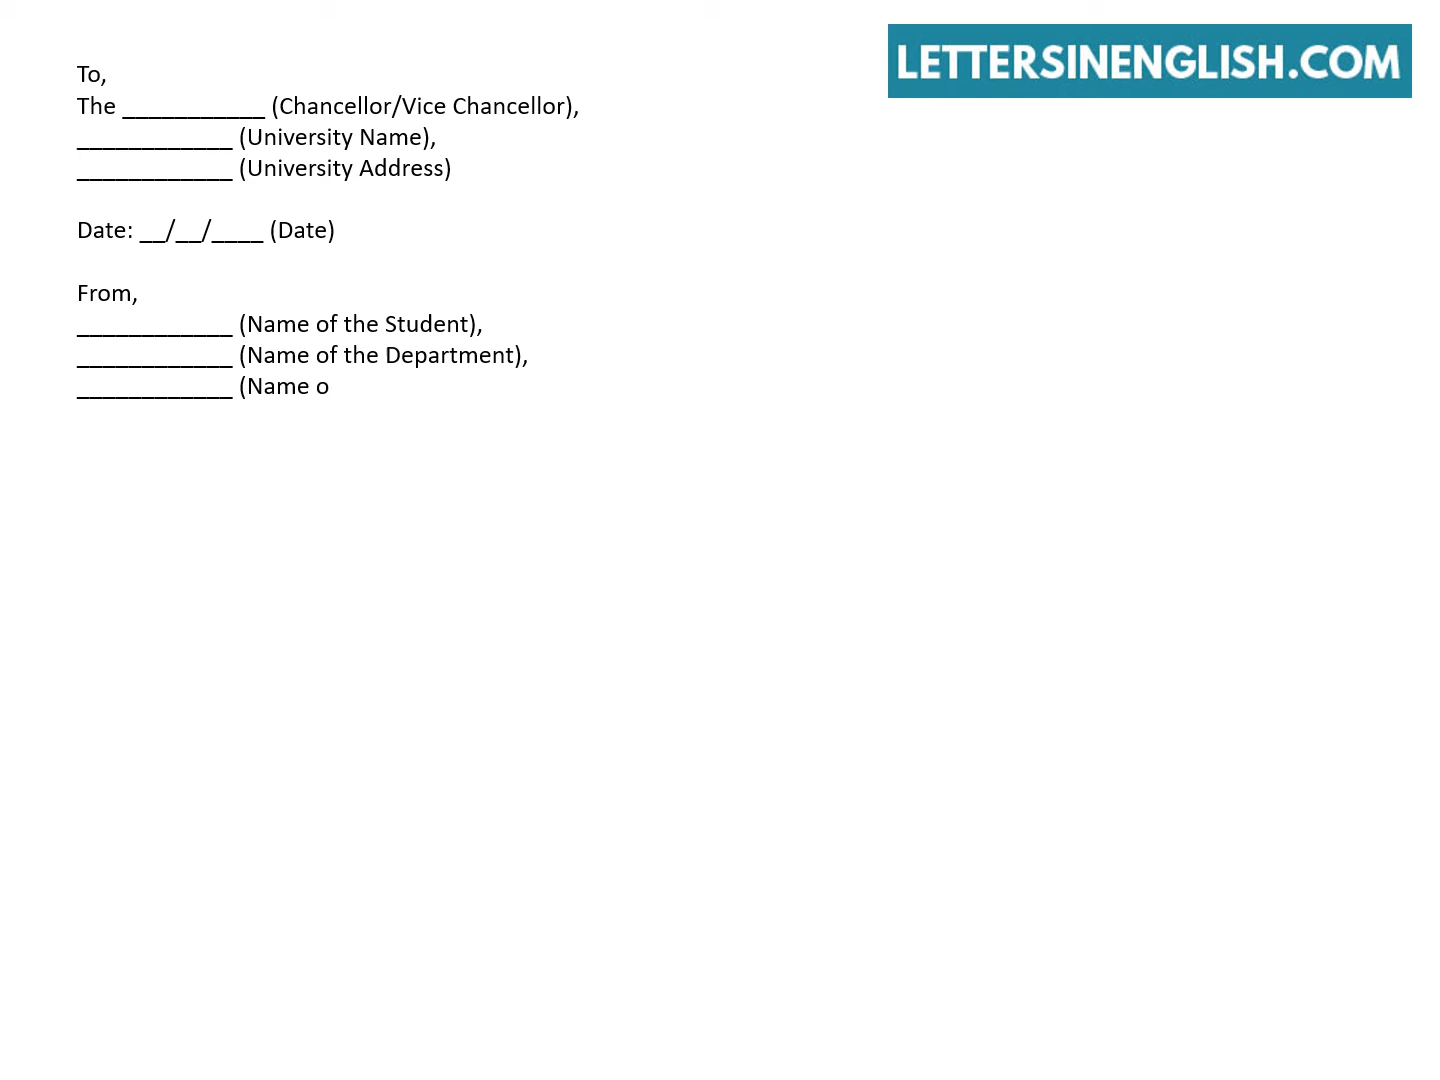 LETTERSINENGLISH.COM
To,
The ___________ (Chancellor/Vice Chancellor),
____________ (University Name),
____________ (University Address)
Date: __/__/____ (Date)
From,
____________ (Name of the Student),
____________ (Name of the Department),
____________ (Name o